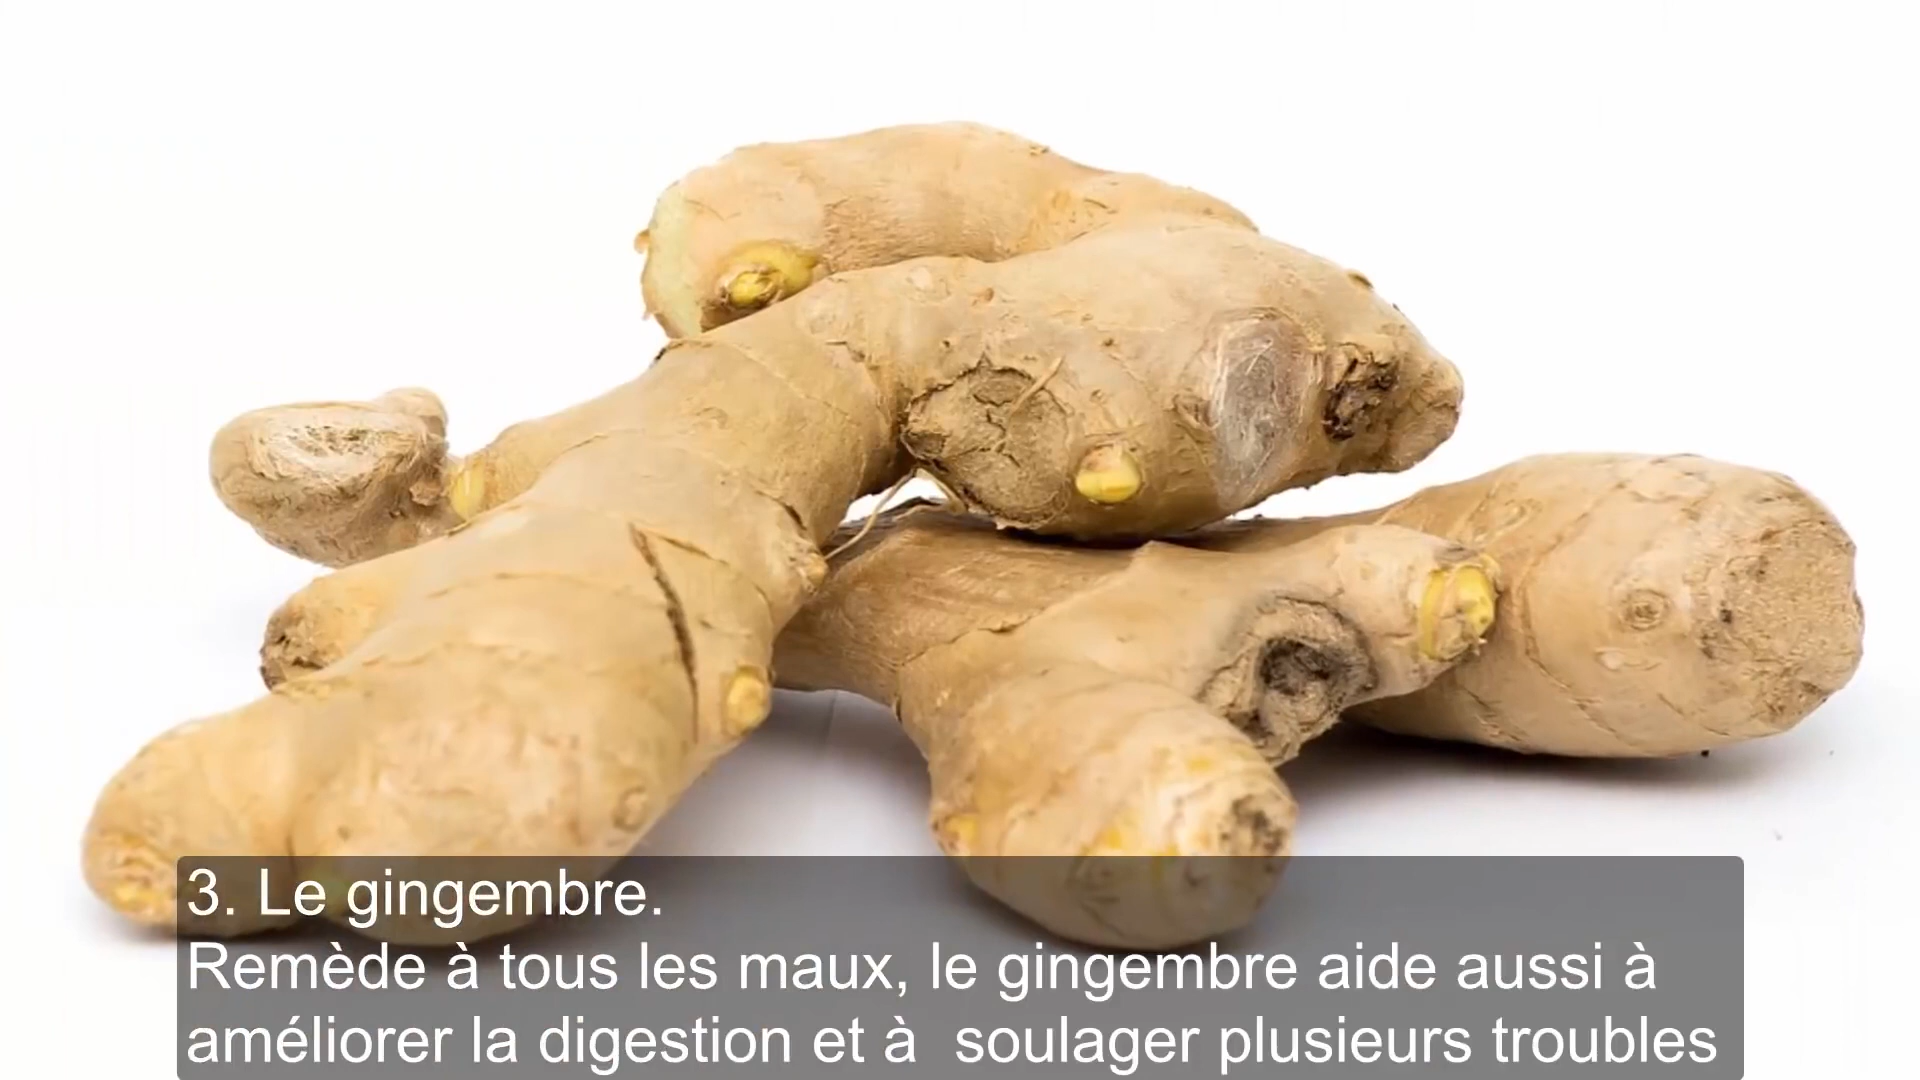 3. Le gingembre.
Remède à tous les maux, le gingembre aide aussi à
améliorer la digestion et à  soulager plusieurs troubles